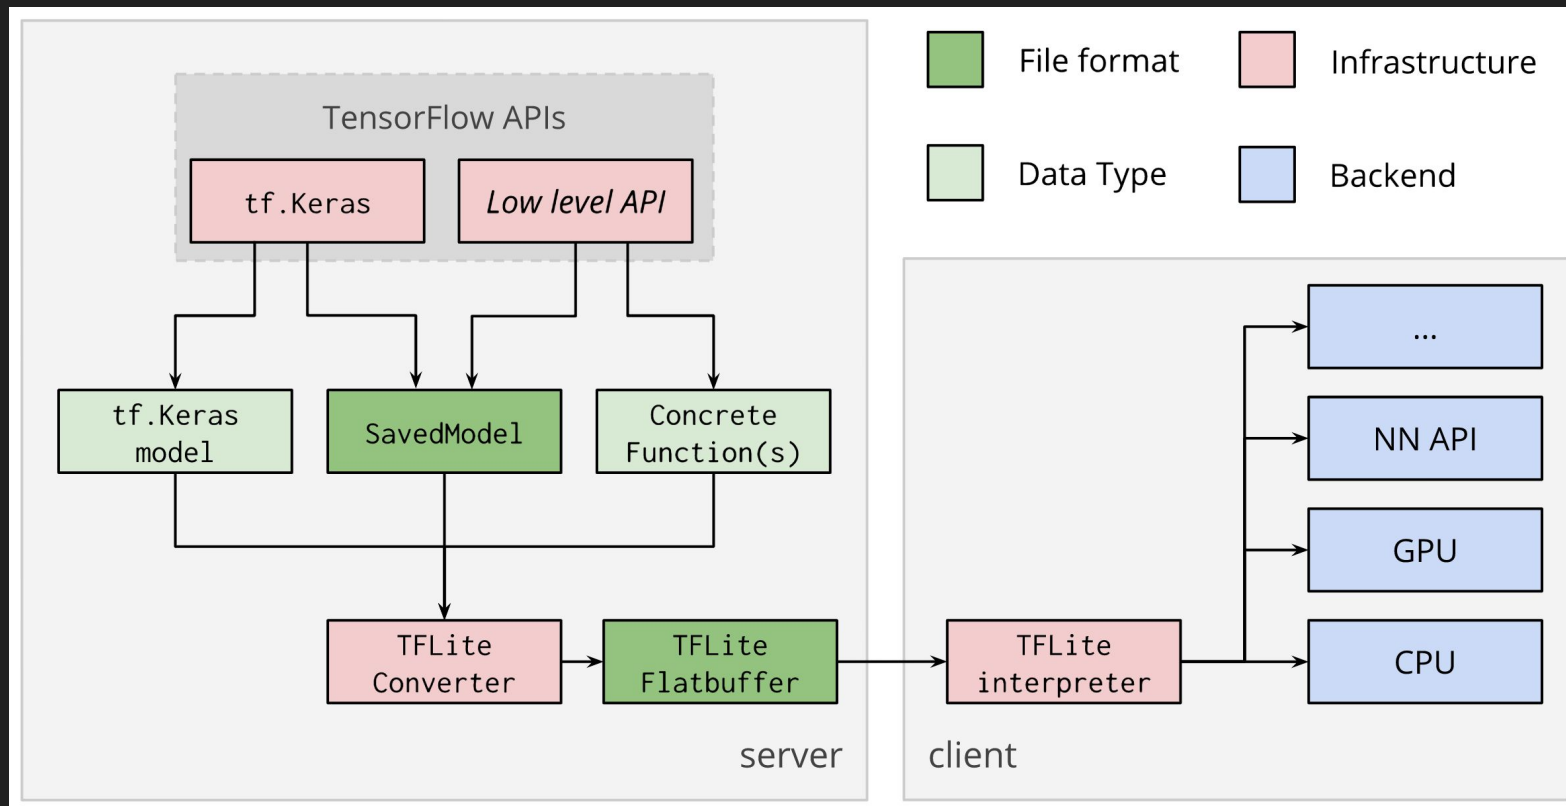 TensorFlow APIs
tf.Keras
Low level API
tf.Keras
model
SavedModel
Concrete
Function(s)
TFLite
Converter
TFLite
Flatbuffer
server
File format
Infrastructure
Data Type
Backend
...
NN API
GPU
CPU
TFLite
interpreter
client